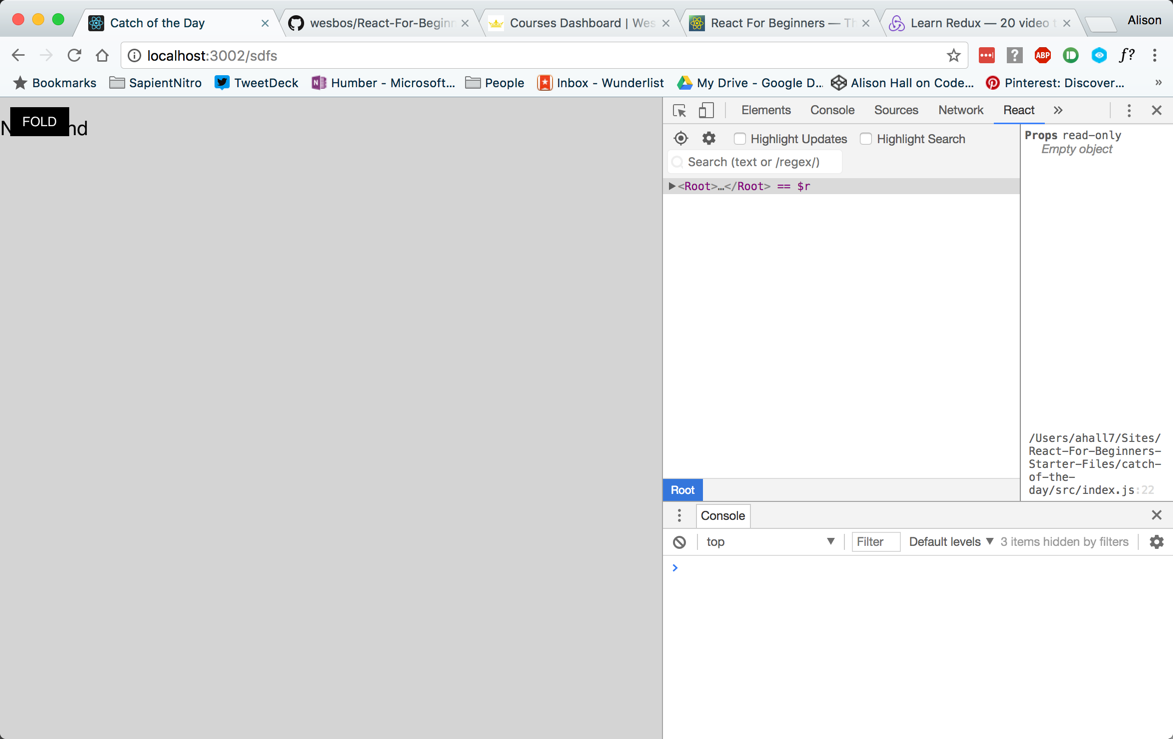 Catch of the Day
wesbos/React-For-Beginn
Courses Dashboard | Wes
React For Beginners — Th
Learn Redux — 20 video t
Alison
localhost:3002/sdfs
ABP
f?
Bookmarks
SapientNitro
TweetDeck
Humber - Microsoft...
People
Inbox - Wunderlist
My Drive - Google D...
Alison Hall on Code...
Pinterest: Discover...
»
FOLD
N nd
Elements Console Sources Network React »
Highlight Updates Highlight Search
Search (text or /regex/)
<Root>…</Root> == $r
Props read-only
Empty object
/Users/ahall7/Sites/
React-For-Beginners-
Starter-Files/catch-
of-the-
day/src/index.js:22
Root
Console
top ▼ Filter Default levels ▼ 3 items hidden by filters
>